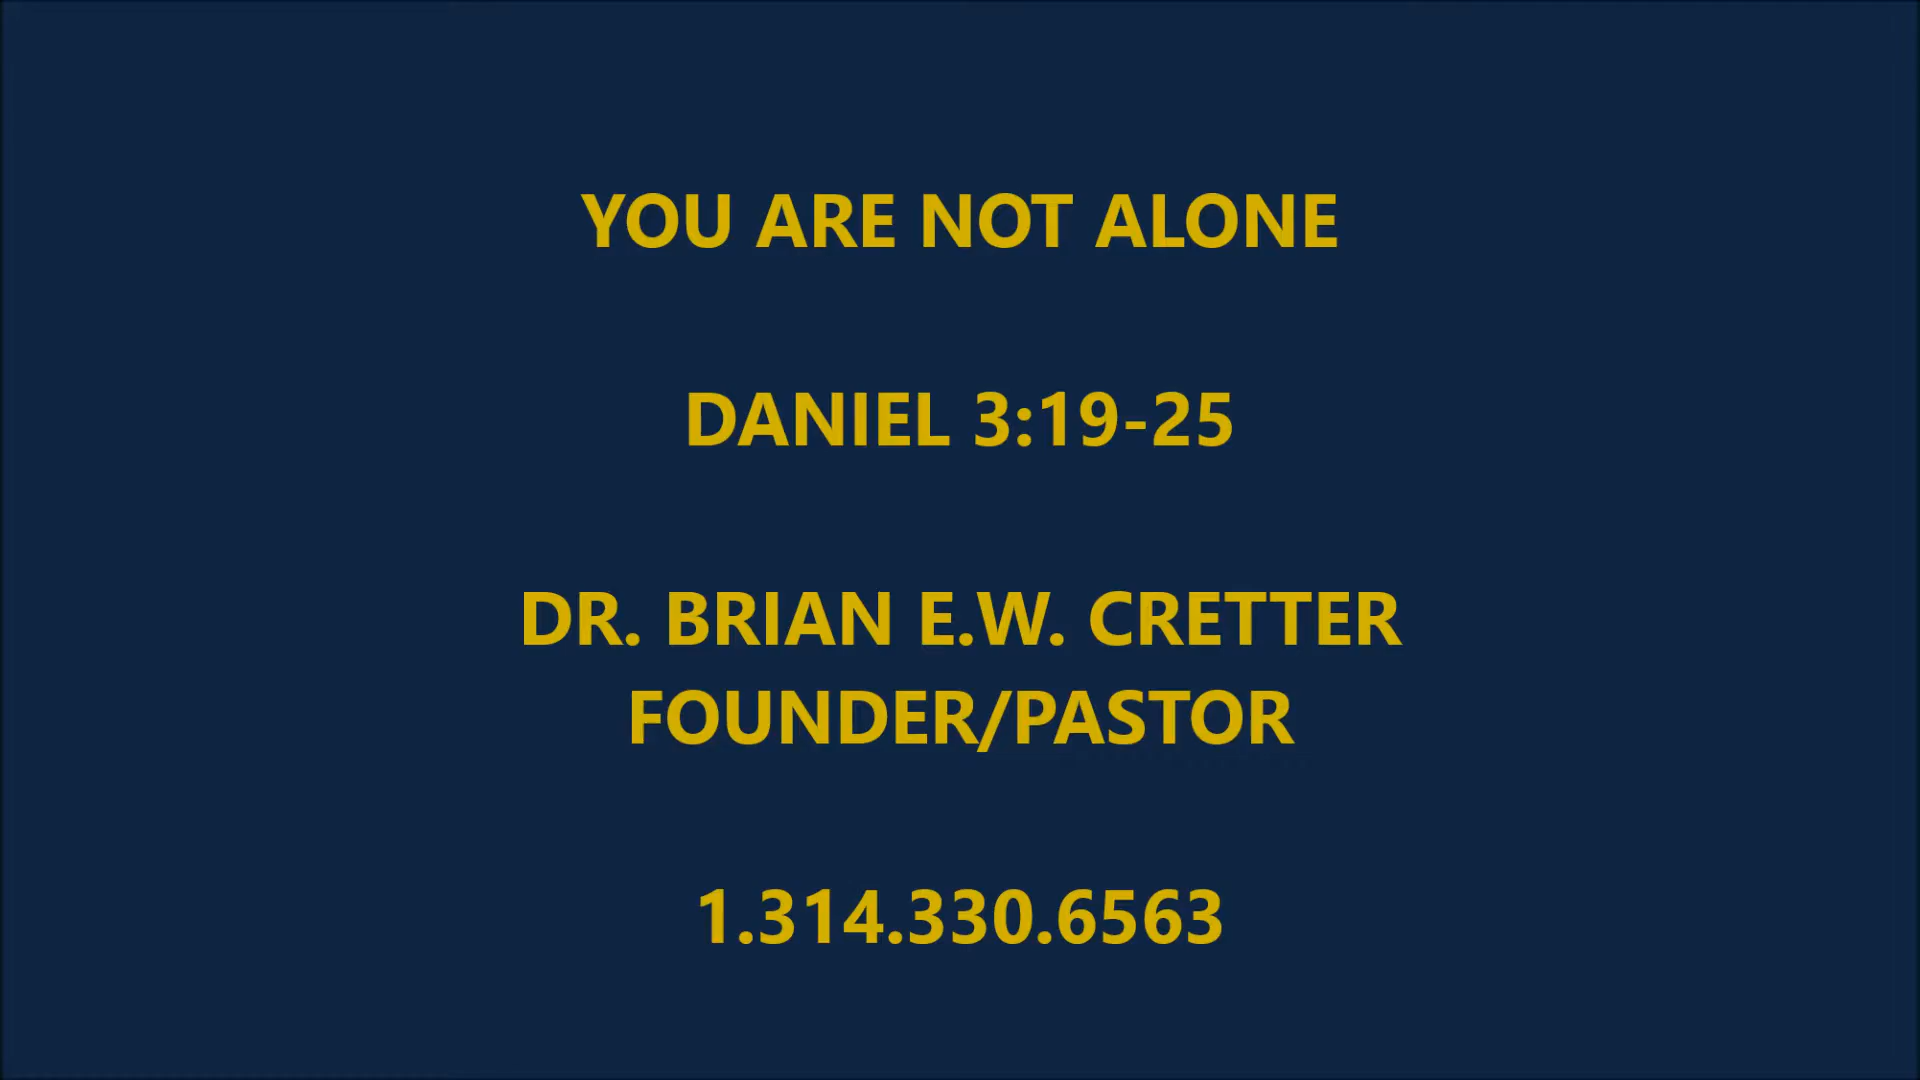 YOU ARE NOT ALONE
DANIEL 3:19-25
DR. BRIAN E.W. CRETTER
FOUNDER/PASTOR
1.314.330.6563